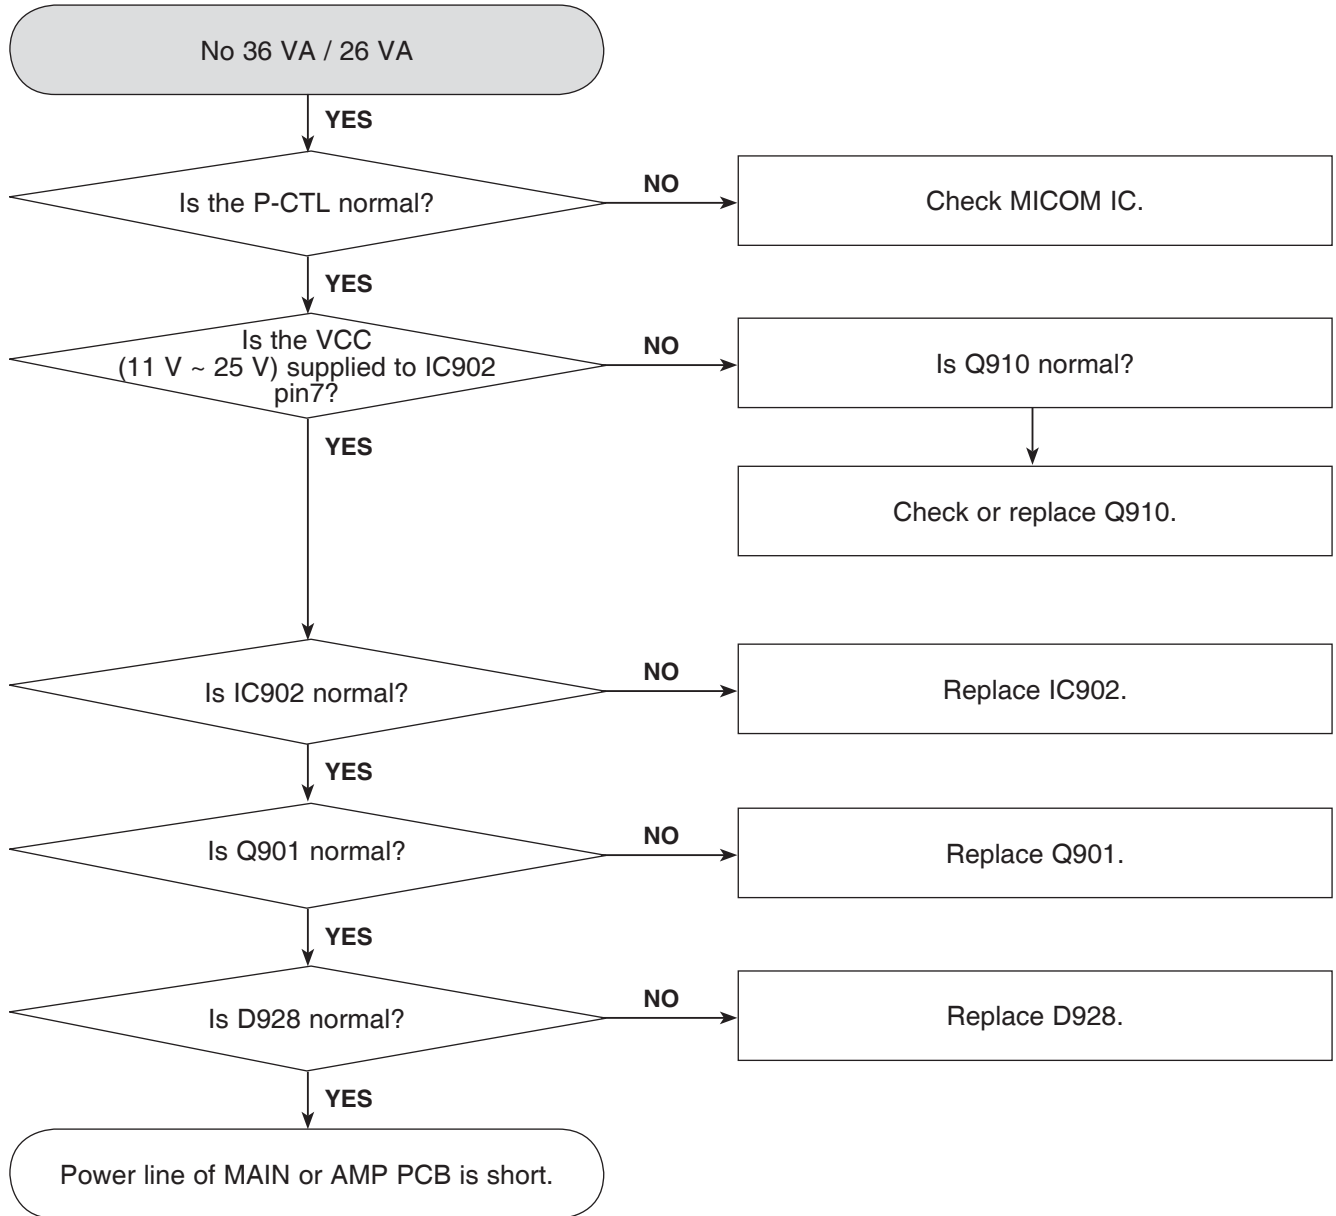 No 36 VA / 26 VA
YES
Is the P-CTL normal?
NO
Check MICOM IC.
YES
Is the VCC
(11 V ~ 25 V) supplied to IC902
pin7?
NO
Is Q910 normal?
YES
Check or replace Q910.
Is IC902 normal?
NO
Replace IC902.
YES
Is Q901 normal?
NO
Replace Q901.
YES
Is D928 normal?
NO
Replace D928.
YES
Power line of MAIN or AMP PCB is short.